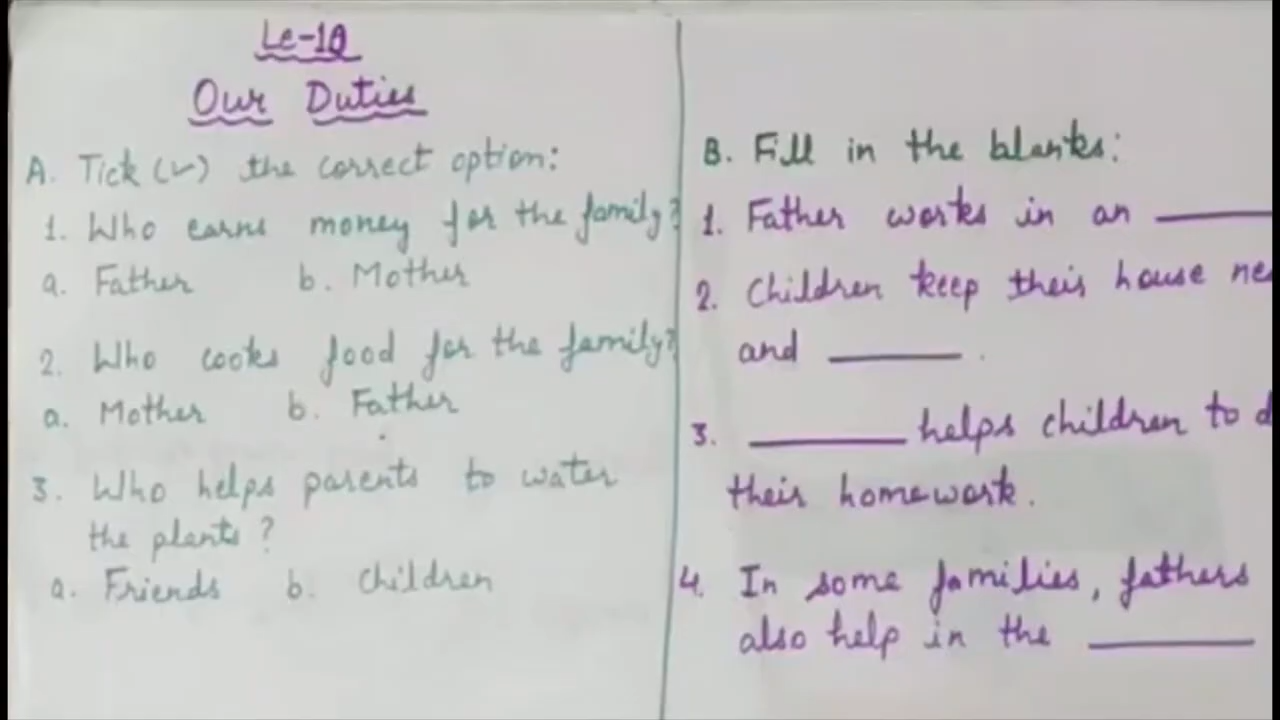 Le-10
Our Duties
A. Tick (✓) the correct option:
1. Who earns money for the family?
a. Father b. Mother
2. Who cooks food for the family?
a. Mother b. Father
3. Who helps parents to water
the plants?
a. Friends b. Children
B. Fill in the blanks:
1. Father works in an ______
2. Children keep their house
and ______.
3. ______ helps children to
their homework.
4. In some families, fathers
also help in the ______